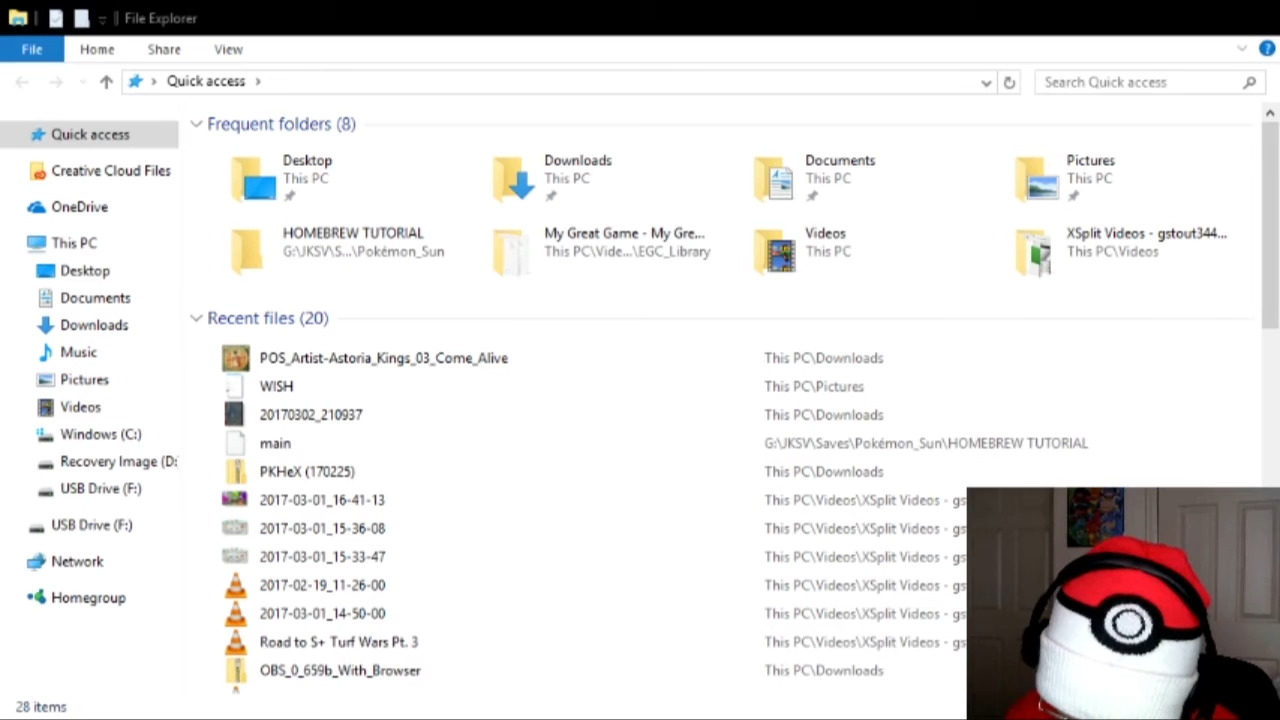 File Explorer
File Home Share View
Quick access
Search Quick access
Quick access
Creative Cloud Files
OneDrive
This PC
Desktop
Documents
Downloads
Music
Pictures
Videos
Windows (C:)
Recovery Image (D:
USB Drive (F:)
USB Drive (F:)
Network
Homegroup
Frequent folders (8)
Desktop
This PC
Downloads
This PC
Documents
This PC
Pictures
This PC
HOMEBREW TUTORIAL
G:\JKSV\S...\Pokémon_Sun
My Great Game - My Gre...
This PC\Vide...\EGC_Library
Videos
This PC
XSplit Videos - gstout344...
This PC\Videos
Recent files (20)
POS_Artist-Astoria_Kings_03_Come_Alive This PC\Downloads
WISH This PC\Pictures
20170302_210937 This PC\Downloads
main G:\JKSV\Saves\Pokémon_Sun\HOMEBREW TUTORIAL
PKHeX (170225) This PC\Downloads
2017-03-01_16-41-13 This PC\Videos\XSplit Videos - gs
2017-03-01_15-36-08 This PC\Videos\XSplit Videos - gs
2017-03-01_15-33-47 This PC\Videos\XSplit Videos - gs
2017-02-19_11-26-00 This PC\Videos\XSplit Videos - gs
2017-03-01_14-50-00 This PC\Videos\XSplit Videos - gs
Road to S+ Turf Wars Pt. 3 This PC\Videos\XSplit Videos - gs
OBS_0_659b_With_Browser This PC\Downloads
28 items